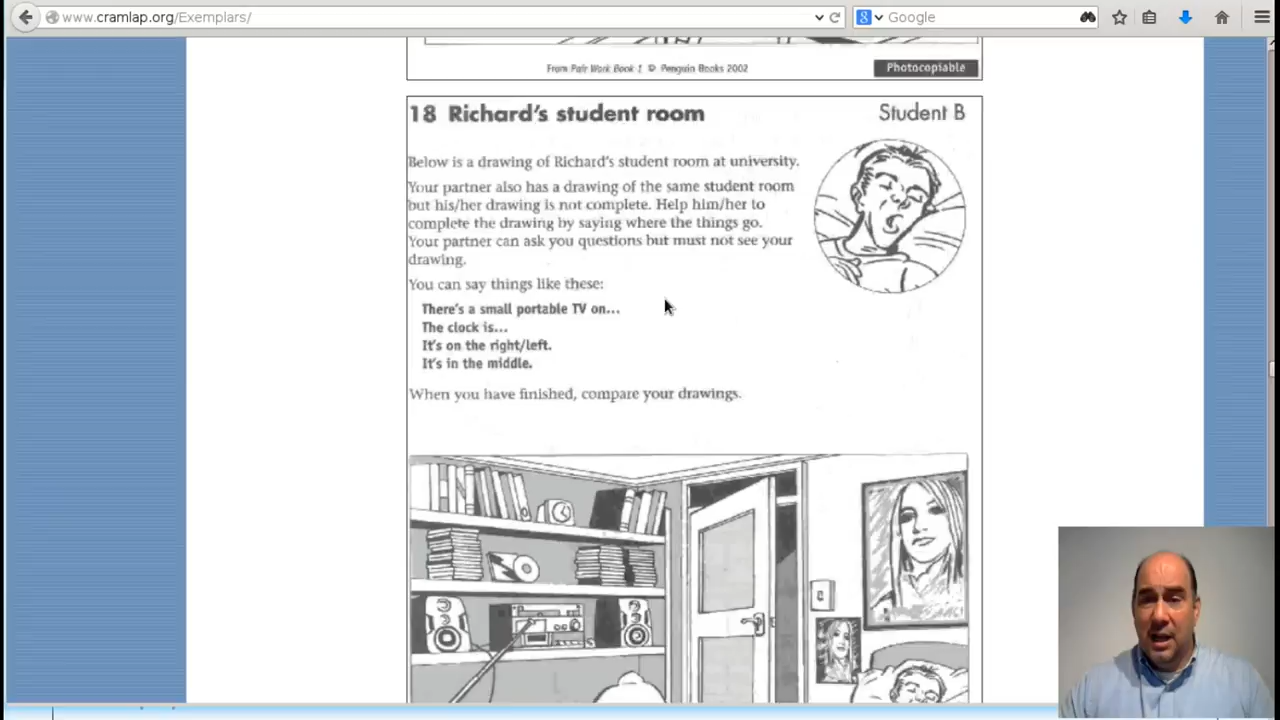 www.cramlap.org/Exemplars/
Google
From Pair Work Book 1 © Penguin Books 2002
Photocopiable
18 Richard's student room
Student B
Below is a drawing of Richard's student room at university.
Your partner also has a drawing of the same student room
but his/her drawing is not complete. Help him/her to
complete the drawing by saying where the things go.
Your partner can ask you questions but must not see your
drawing.
You can say things like these:
There's a small portable TV on...
The clock is...
It's on the right/left.
It's in the middle.
When you have finished, compare your drawings.